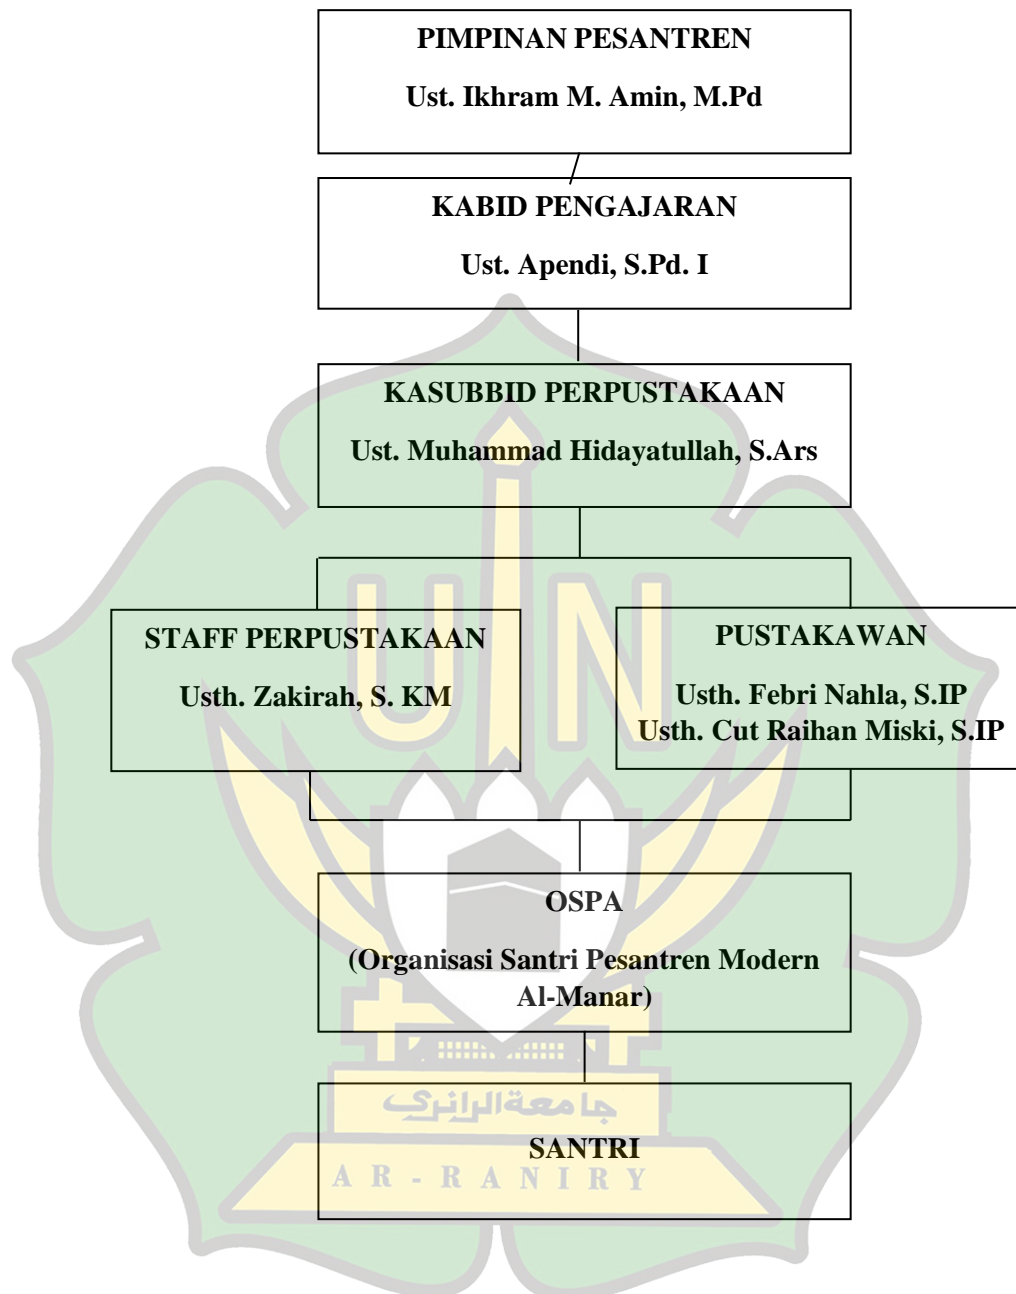 PIMPINAN PESANTREN
Ust. Ikhram M. Amin, M.Pd
KABID PENGAJARAN
Ust. Apendi, S.Pd. I
KASUBBID PERPUSTAKAAN
Ust. Muhammad Hidayatullah, S.Ars
STAFF PERPUSTAKAAN
Usth. Zakirah, S. KM
PUSTAKAWAN
Usth. Febri Nahla, S.IP
Usth. Cut Raihan Miski, S.IP
UIN
OSPA
(Organisasi Santri Pesantren Modern
Al-Manar)
جامعة الرانري
SANTRI
AR-RANIRY